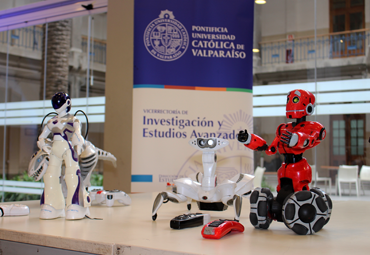 PONTIFICIA
UNIVERSIDAD
CATÓLICA DE
VALPARAÍSO
VICERRECTORÍA DE
Investigación y
Estudios Avanzados